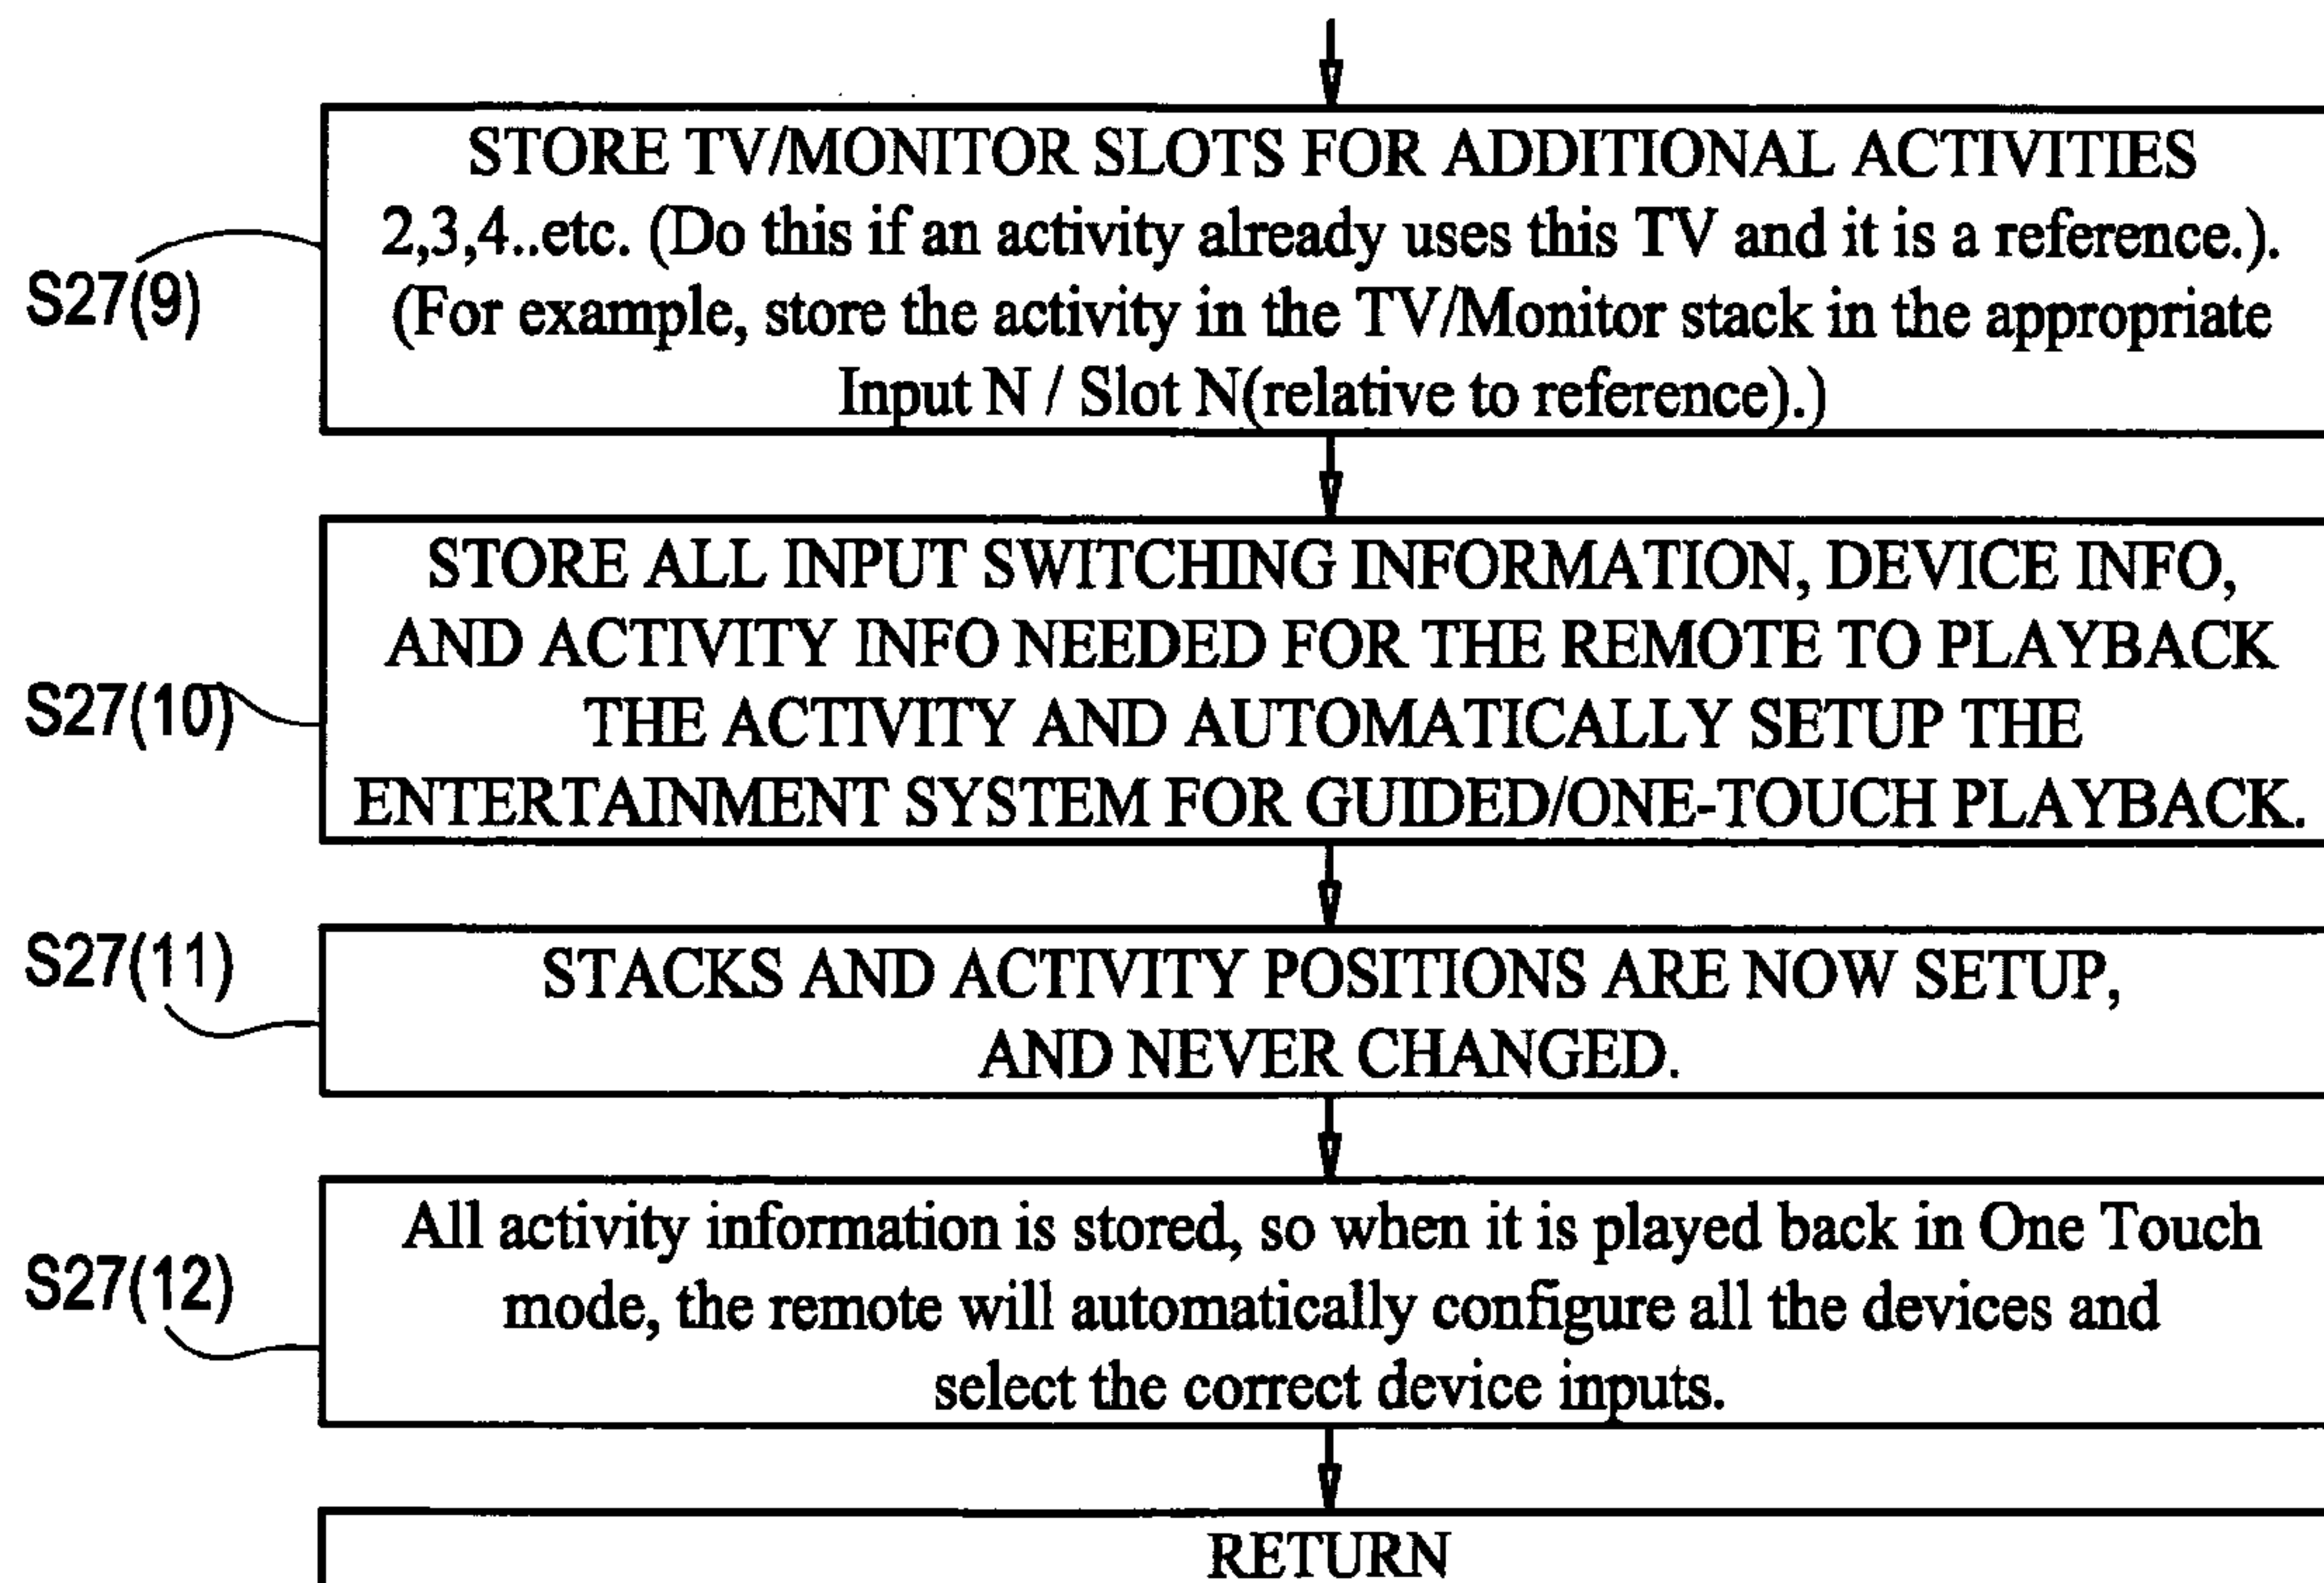 STORE TV/MONITOR SLOTS FOR ADDITIONAL ACTIVITIES
2,3,4..etc. (Do this if an activity already uses this TV and it is a reference.).
(For example, store the activity in the TV/Monitor stack in the appropriate
Input N / Slot N(relative to reference).)
S27(9)
STORE ALL INPUT SWITCHING INFORMATION, DEVICE INFO,
AND ACTIVITY INFO NEEDED FOR THE REMOTE TO PLAYBACK
THE ACTIVITY AND AUTOMATICALLY SETUP THE
ENTERTAINMENT SYSTEM FOR GUIDED/ONE-TOUCH PLAYBACK.
S27(10)
STACKS AND ACTIVITY POSITIONS ARE NOW SETUP,
AND NEVER CHANGED.
S27(11)
All activity information is stored, so when it is played back in One Touch
mode, the remote will automatically configure all the devices and
select the correct device inputs.
S27(12)
RETURN